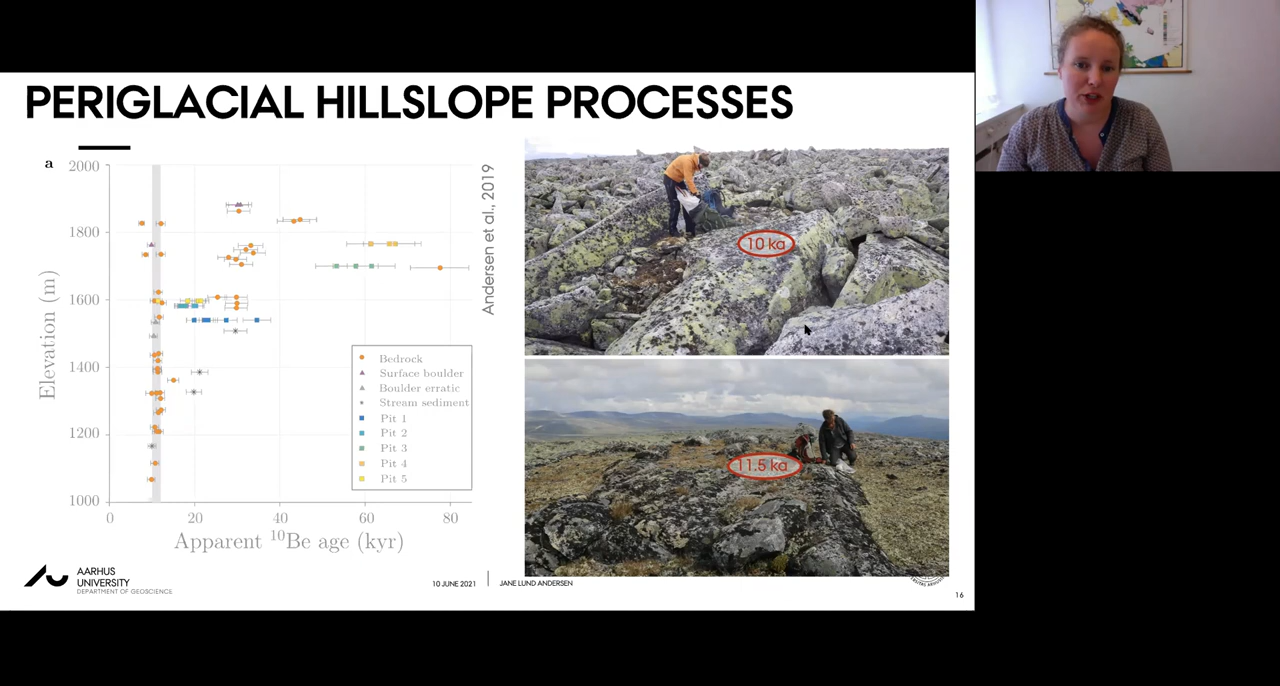 PERIGLACIAL HILLSLOPE PROCESSES
a
2000
1800
1600
1400
1200
1000
Elevation (m)
0 20 40 60 80
Apparent ¹⁰Be age (kyr)
Bedrock
Surface boulder
Boulder erratic
Stream sediment
Pit 1
Pit 2
Pit 3
Pit 4
Pit 5
Andersen et al., 2019
10 ka
11.5 ka
AARHUS
UNIVERSITY
DEPARTMENT OF GEOSCIENCE
10 JUNE 2021
JANE LUND ANDERSEN
16